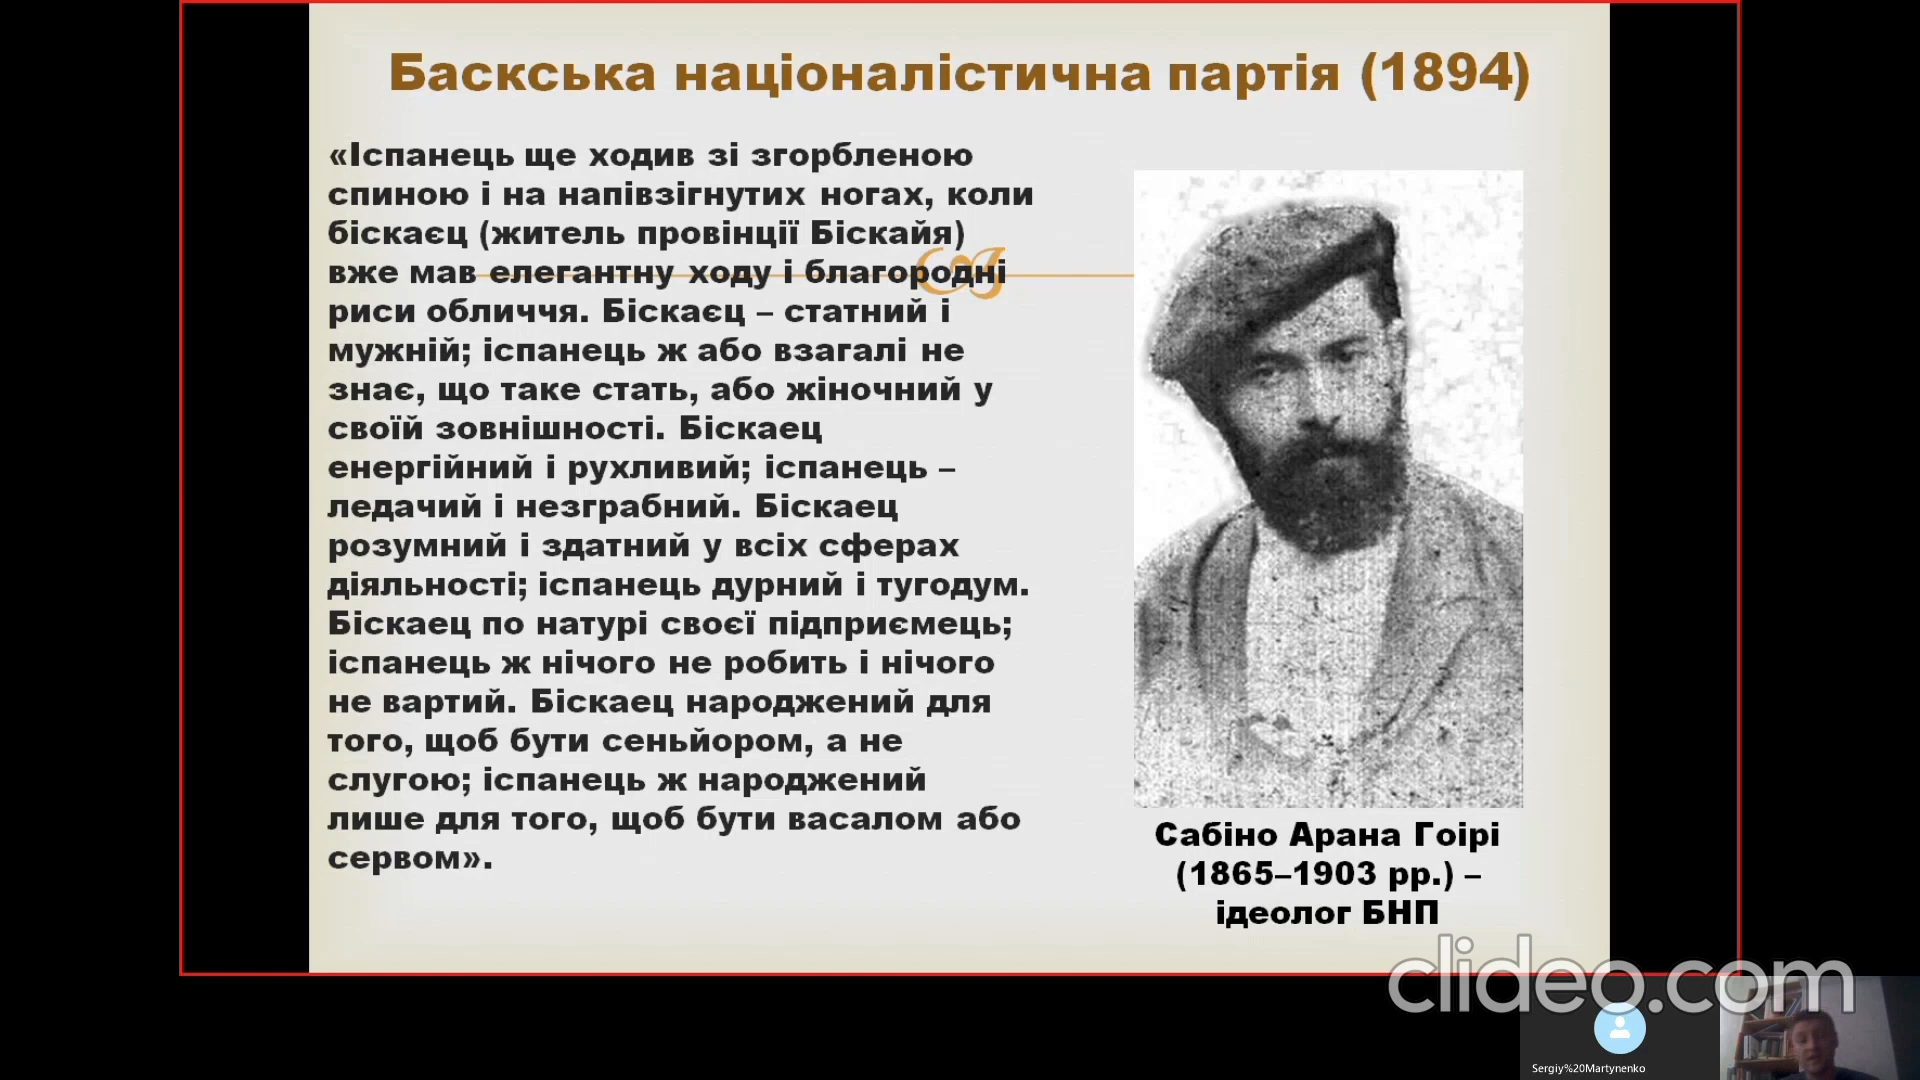 Баскська націоналістична партія (1894)
«Іспанець ще ходив зі згорбленою
спиною і на напівзігнутих ногах, коли
біскаєц (житель провінції Біскайя)
вже мав елегантну ходу і благородні
риси обличчя. Біскаєц – статний і
мужній; іспанець ж або взагалі не
знає, що таке стать, або жіночний у
своїй зовнішності. Біскаец
енергійний і рухливий; іспанець –
ледачий і незграбний. Біскаец
розумний і здатний у всіх сферах
діяльності; іспанець дурний і тугодум.
Біскаец по натурі своєї підприємець;
іспанець ж нічого не робить і нічого
не вартий. Біскаец народжений для
того, щоб бути сеньйором, а не
слугою; іспанець ж народжений
лише для того, щоб бути васалом або
сервом».
Сабіно Арана Гоірі
(1865–1903 рр.) –
ідеолог БНП
clideo.com
Sergiy%20Martynenko